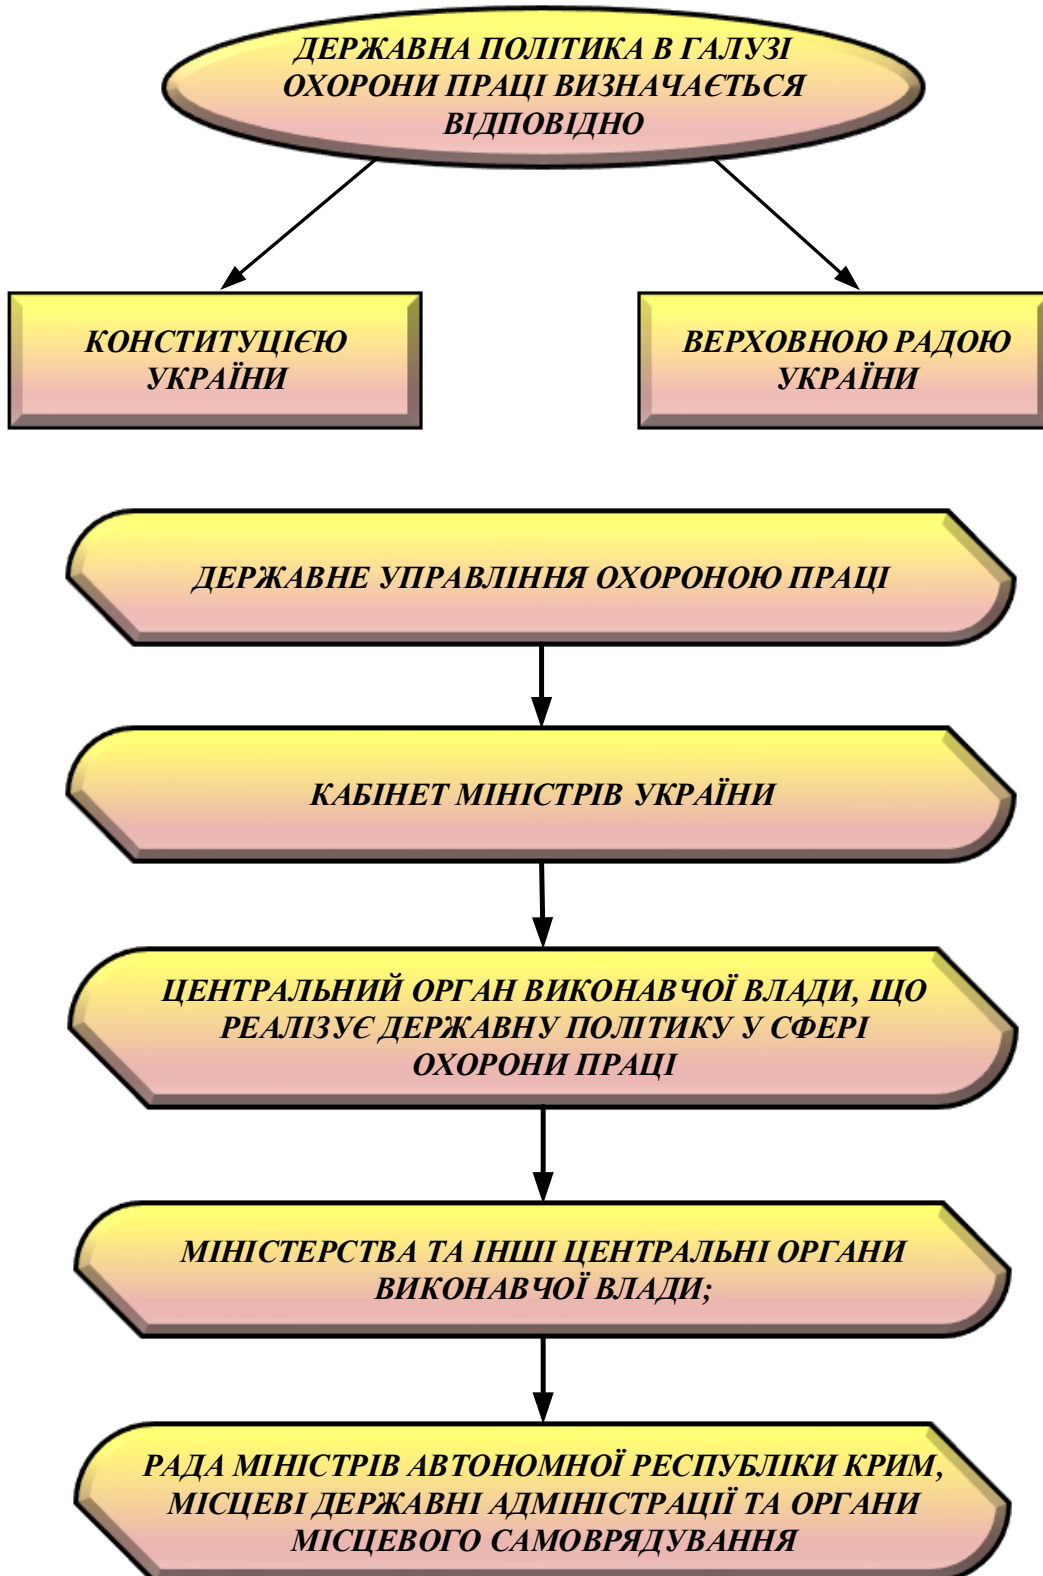 ДЕРЖАВНА ПОЛІТИКА В ГАЛУЗІ
ОХОРОНИ ПРАЦІ ВИЗНАЧАЄТЬСЯ
ВІДПОВІДНО
КОНСТИТУЦІЄЮ
УКРАЇНИ
ВЕРХОВНОЮ РАДОЮ
УКРАЇНИ
ДЕРЖАВНЕ УПРАВЛІННЯ ОХОРОНОЮ ПРАЦІ
КАБІНЕТ МІНІСТРІВ УКРАЇНИ
ЦЕНТРАЛЬНИЙ ОРГАН ВИКОНАВЧОЇ ВЛАДИ, ЩО
РЕАЛІЗУЄ ДЕРЖАВНУ ПОЛІТИКУ У СФЕРІ
ОХОРОНИ ПРАЦІ
МІНІСТЕРСТВА ТА ІНШІ ЦЕНТРАЛЬНІ ОРГАНИ
ВИКОНАВЧОЇ ВЛАДИ;
РАДА МІНІСТРІВ АВТОНОМНОЇ РЕСПУБЛІКИ КРИМ,
МІСЦЕВІ ДЕРЖАВНІ АДМІНІСТРАЦІЇ ТА ОРГАНИ
МІСЦЕВОГО САМОВРЯДУВАННЯ